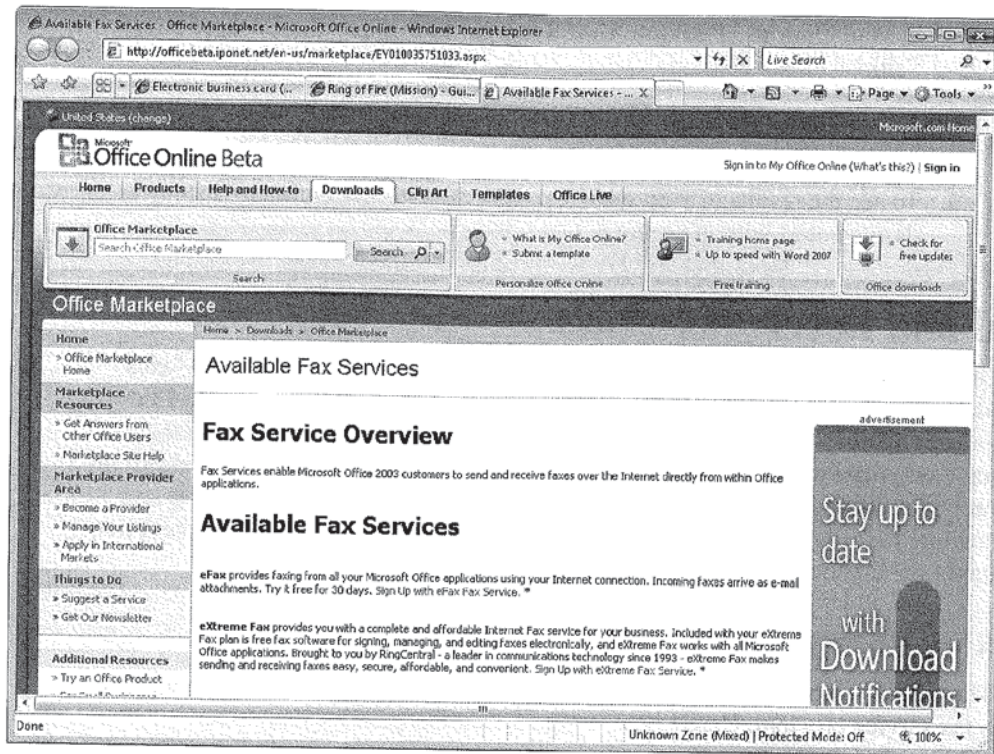 Available Fax Services - Office Marketplace - Microsoft Office Online - Windows Internet Explorer
http://officebeta.iponet.net/en-us/marketplace/EY010035751033.aspx
Live Search
Electronic business card (...
Ring of Fire (Mission) - Gui...
Available Fax Services - ...
Page
Tools
United States (change)
Microsoft.com Home
Microsoft
Office Online Beta
Sign in to My Office Online (What's this?) | Sign in
Home Products Help and How-to Downloads Clip Art Templates Office Live
Office Marketplace
Search Office Marketplace
Search
Search
» What is My Office Online?
» Submit a template
Personalize Office Online
» Training home page
» Up to speed with Word 2007
Free training
» Check for
free updates
Office downloads
Office Marketplace
Home
» Office Marketplace
Home
Marketplace
Resources
» Get Answers from
Other Office Users
» Marketplace Site Help
Marketplace Provider
Area
» Become a Provider
» Manage Your Listings
» Apply in International
Markets
Things to Do
» Suggest a Service
» Get Our Newsletter
Additional Resources
» Try an Office Product
Home > Downloads > Office Marketplace
Available Fax Services
Fax Service Overview
Fax Services enable Microsoft Office 2003 customers to send and receive faxes over the Internet directly from within Office
applications.
Available Fax Services
eFax provides faxing from all your Microsoft Office applications using your Internet connection. Incoming faxes arrive as e-mail
attachments. Try it free for 30 days. Sign Up with eFax Fax Service. *
eXtreme Fax provides you with a complete and affordable Internet Fax service for your business. Included with your eXtreme
Fax plan is free fax software for signing, managing, and editing faxes electronically, and eXtreme Fax works with all Microsoft
Office applications. Brought to you by RingCentral - a leader in communications technology since 1993 - eXtreme Fax makes
sending and receiving faxes easy, secure, affordable, and convenient. Sign Up with eXtreme Fax Service. *
advertisement
Stay up to
date
with
Download
Notifications
Done
Unknown Zone (Mixed) | Protected Mode: Off
100%